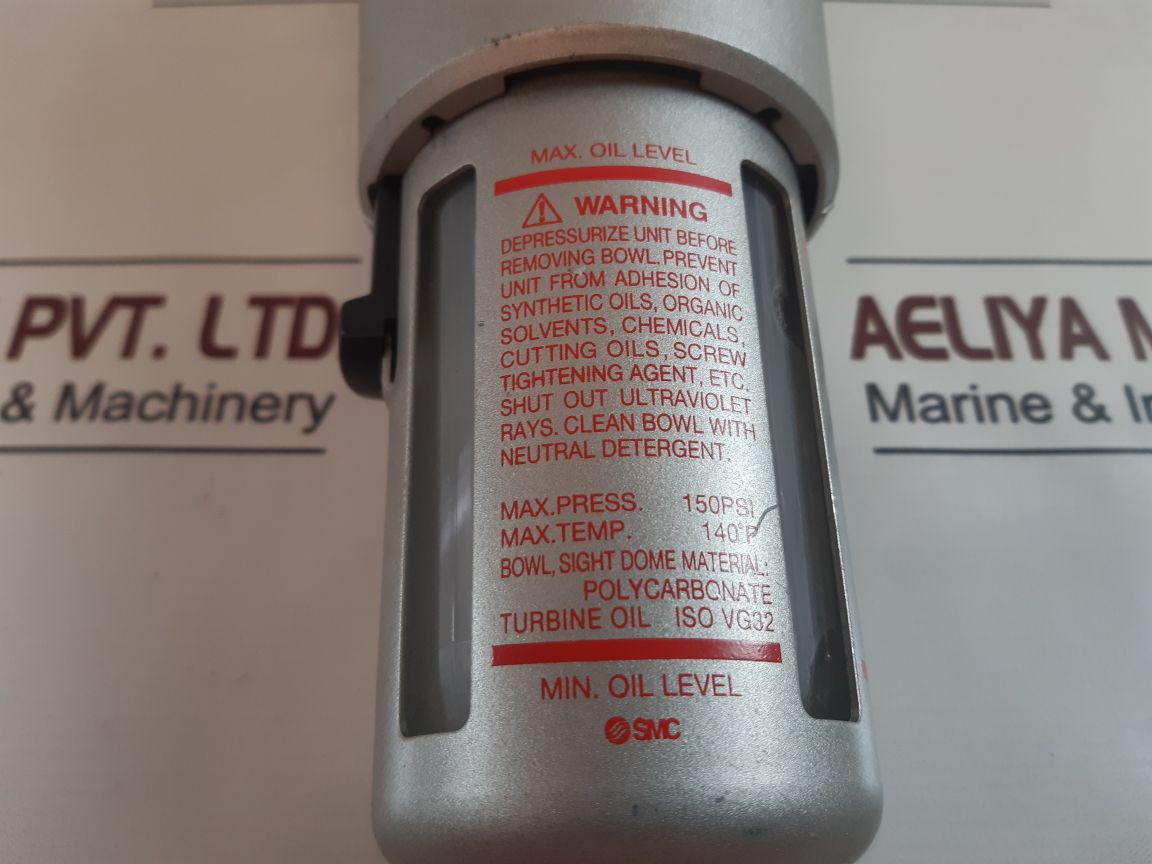 MAX. OIL LEVEL
WARNING
DEPRESSURIZE UNIT BEFORE
REMOVING BOWL. PREVENT
UNIT FROM ADHESION OF
SYNTHETIC OILS, ORGANIC
SOLVENTS, CHEMICALS,
CUTTING OILS, SCREW
TIGHTENING AGENT, ETC.
SHUT OUT ULTRAVIOLET
RAYS. CLEAN BOWL WITH
NEUTRAL DETERGENT.
MAX.PRESS. 150PSI
MAX.TEMP. 140°F
BOWL, SIGHT DOME MATERIAL:
POLYCARBONATE
TURBINE OIL ISO VG32
MIN. OIL LEVEL
SMC
PVT. LTD
& Machinery
AELIYA M
Marine & In